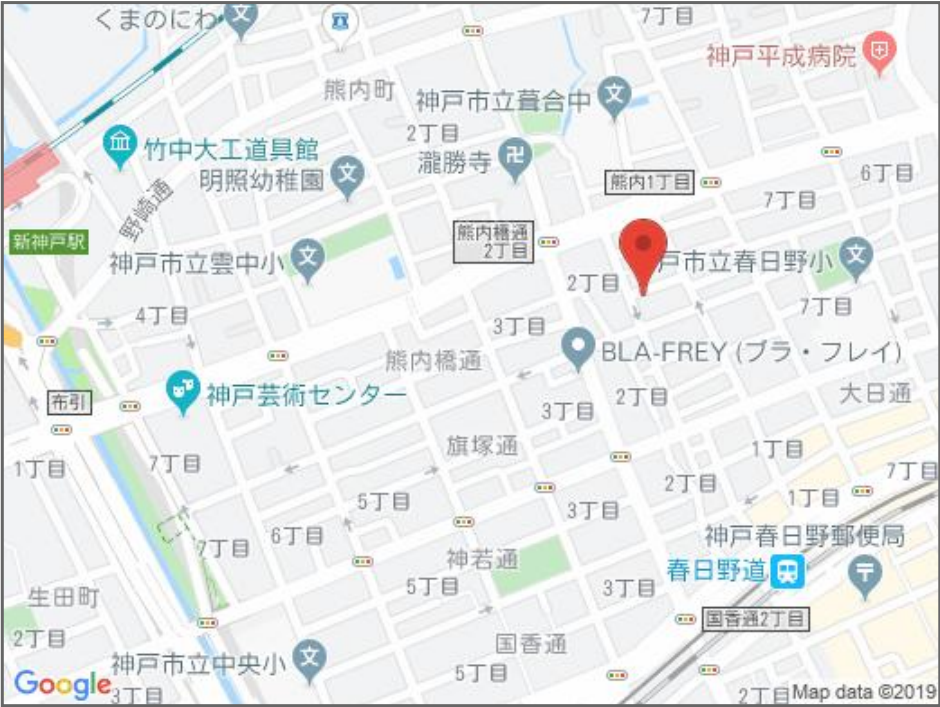 くまのにわ
7丁目
神戸平成病院
熊内町
神戸市立葺合中
2丁目
竹中大工道具館
瀧勝寺
明照幼稚園
熊内1丁目
6丁目
7丁目
野崎通
新神戸駅
熊内橋通
2丁目
神戸市立雲中小
戸市立春日野小
2丁目
7丁目
4丁目
3丁目
熊内橋通
BLA-FREY (ブラ・フレイ)
神戸芸術センター
布引
3丁目
2丁目
大日通
旗塚通
1丁目
7丁目
1丁目
7丁目
2丁目
1丁目
5丁目
3丁目
6丁目
7丁目
神戸春日野郵便局
神若通
春日野道
5丁目
3丁目
生田町
国香通2丁目
2丁目
国香通
神戸市立中央小
5丁目
Google
3丁目
2丁目
Map data ©2019